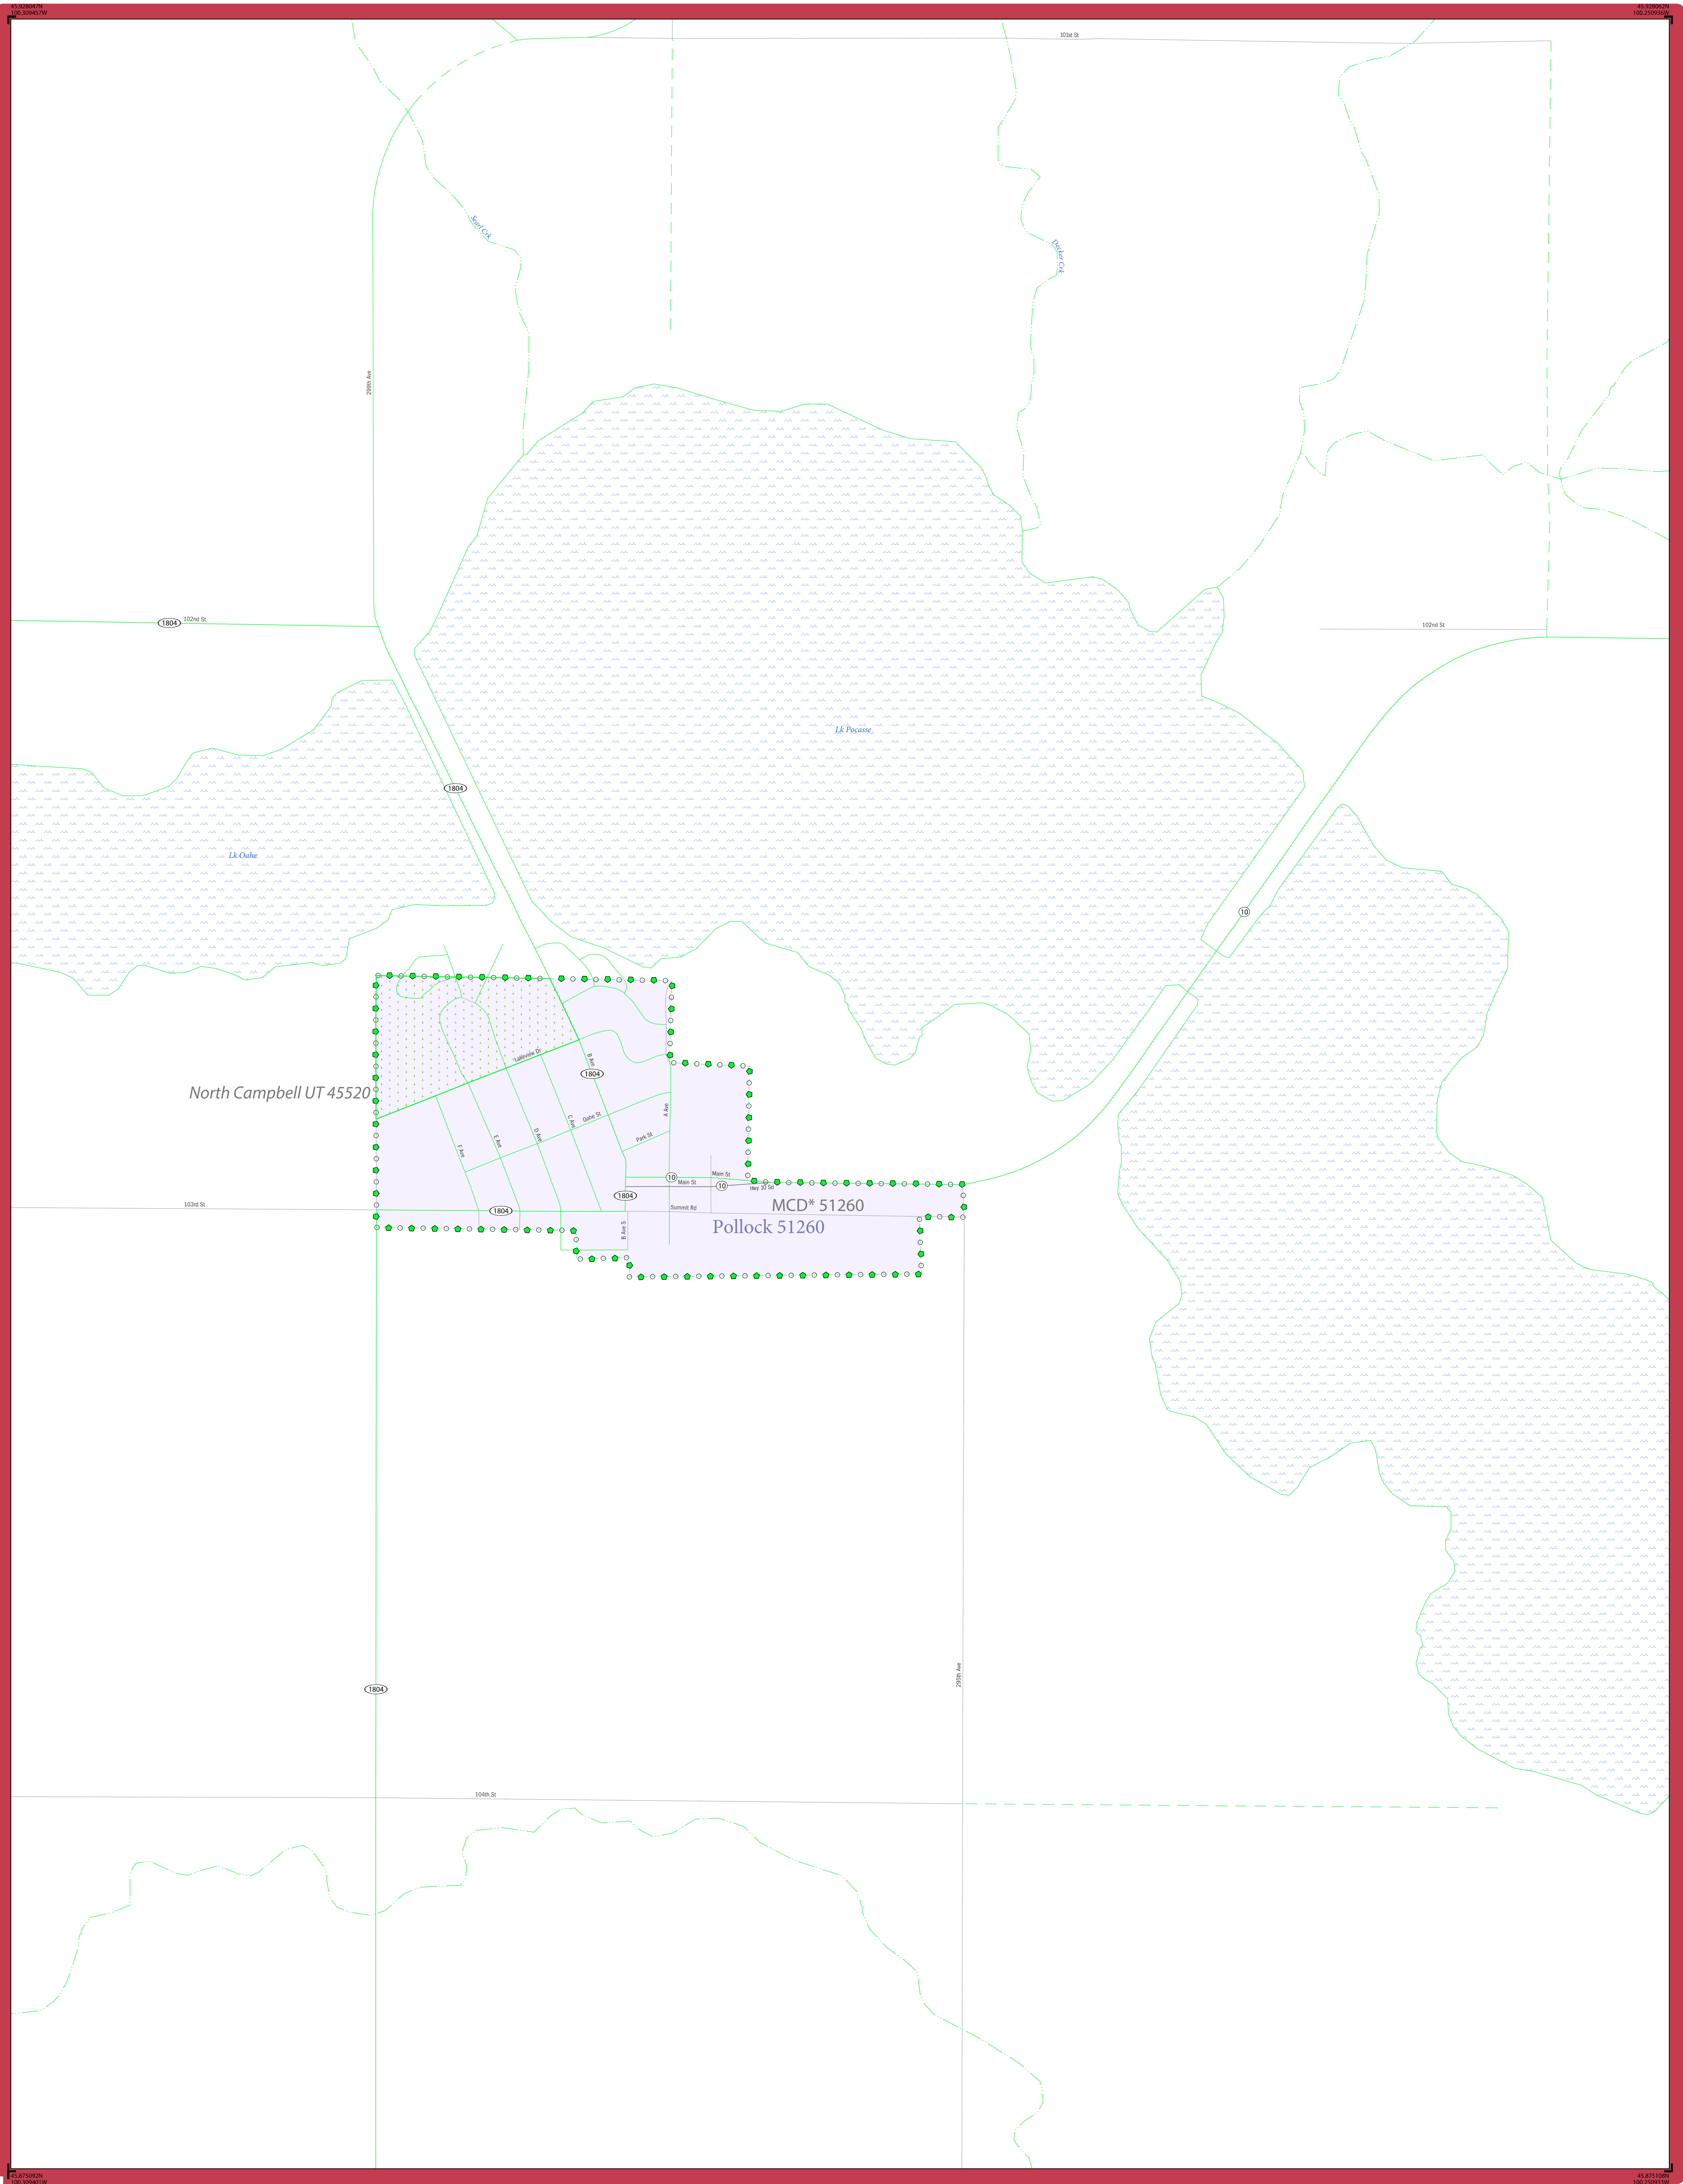 45.928047N
100.309457W
45.928062N
100.250936W
101st St
Searl Crk
Decker Crk
299th Ave
1804
102nd St
102nd St
Lk Pocasse
1804
Lk Oahe
10
Lakeview Dr
B Ave
1804
North Campbell UT 45520
A Ave
Oahe St
C Ave
D Ave
E Ave
F Ave
Park St
10
Main St
Main St
10
Hwy 10 Sd
1804
103rd St
1804
Summit Rd
MCD* 51260
Pollock 51260
B Ave S
295th Ave
1804
104th St
45.875092N
100.309401W
45.875108N
100.250931W